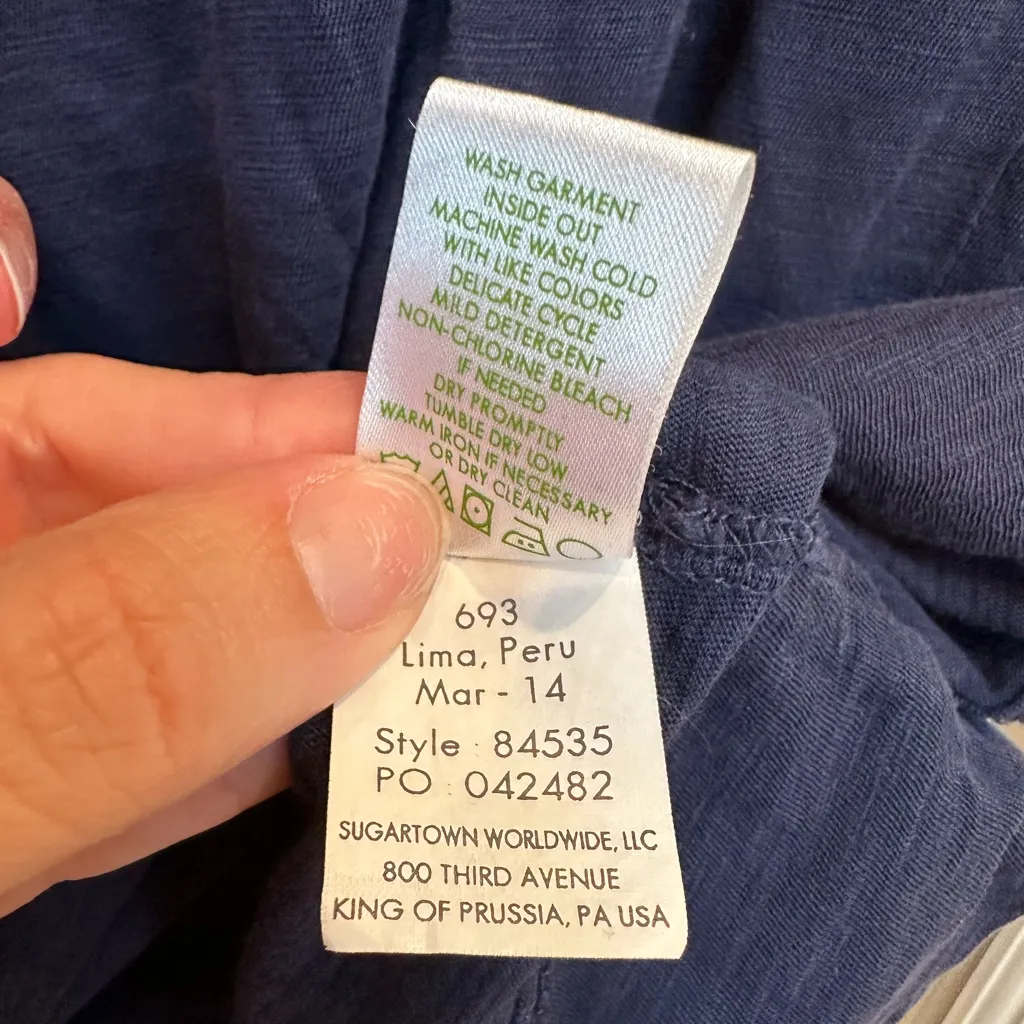 WASH GARMENT
INSIDE OUT
MACHINE WASH COLD
WITH LIKE COLORS
DELICATE CYCLE
MILD DETERGENT
NON-CHLORINE BLEACH
IF NEEDED
DRY PROMPTLY
TUMBLE DRY LOW
WARM IRON IF NECESSARY
OR DRY CLEAN
693
Lima, Peru
Mar - 14
Style : 84535
PO : 042482
SUGARTOWN WORLDWIDE, LLC
800 THIRD AVENUE
KING OF PRUSSIA, PA USA